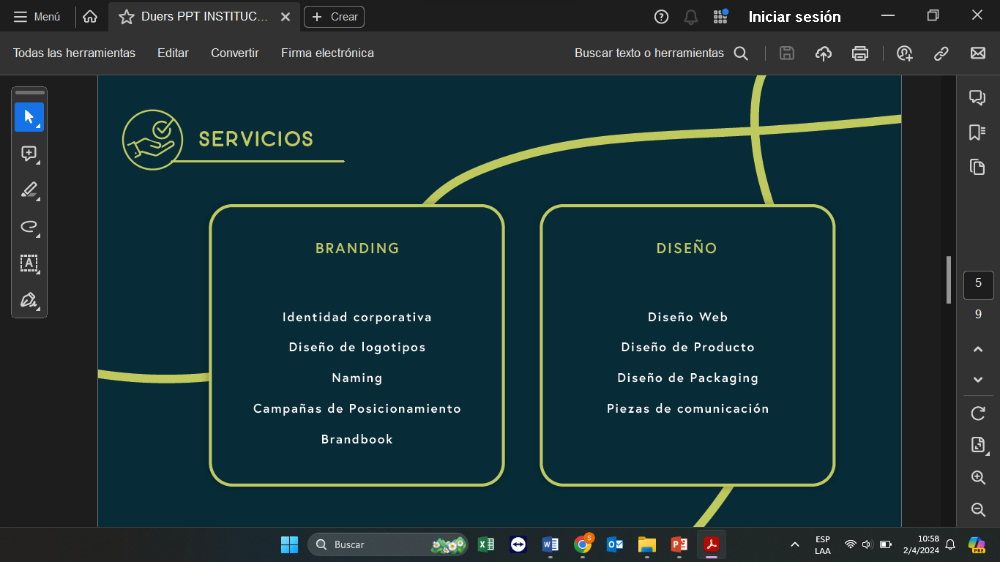 Menú
Duers PPT INSTITUC...
Crear
Iniciar sesión
Todas las herramientas
Editar
Convertir
Firma electrónica
Buscar texto o herramientas
SERVICIOS
BRANDING
Identidad corporativa
Diseño de logotipos
Naming
Campañas de Posicionamiento
Brandbook
DISEÑO
Diseño Web
Diseño de Producto
Diseño de Packaging
Piezas de comunicación
5
9
Buscar
S
ESP
LAA
10:58
2/4/2024
PRE